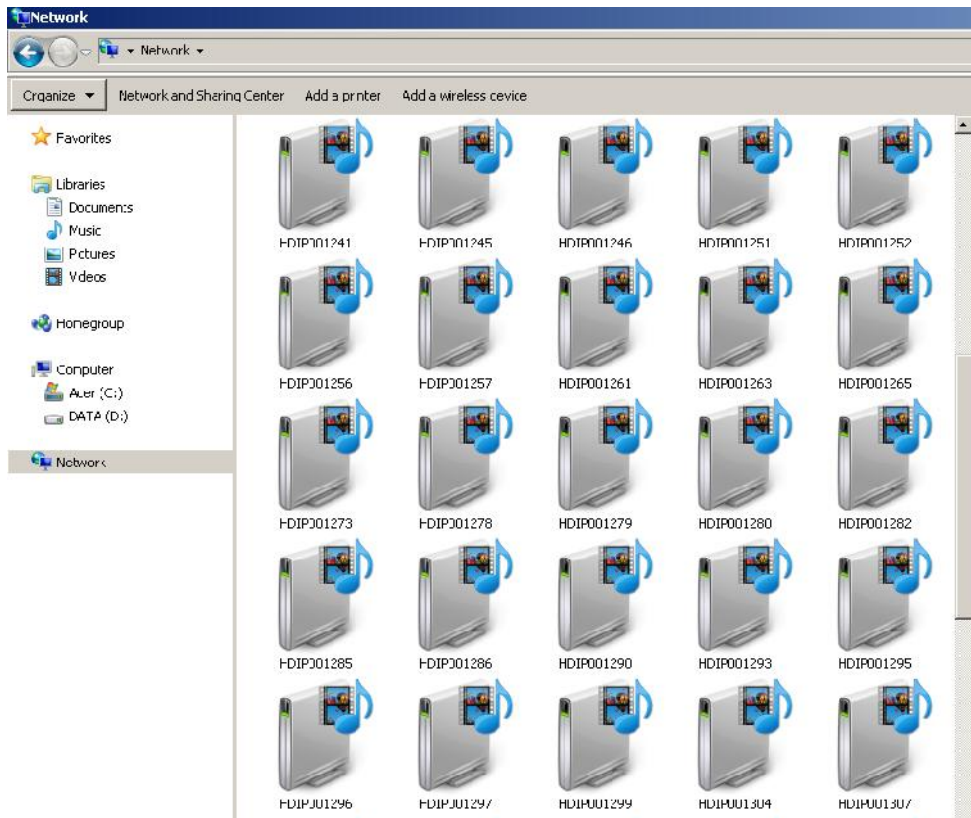 Network
Network
Organize Network and Sharing Center Add a printer Add a wireless device
Favorites
Libraries
Documents
Music
Pictures
Videos
Homegroup
Computer
Acer (C:)
DATA (D:)
Network
HDIP001241 HDIP001245 HDIP001246 HDIP001251 HDIP001252
HDIP001256 HDIP001257 HDIP001261 HDIP001263 HDIP001265
HDIP001273 HDIP001278 HDIP001279 HDIP001280 HDIP001282
HDIP001285 HDIP001286 HDIP001290 HDIP001293 HDIP001295
HDIP001296 HDIP001297 HDIP001299 HDIP001304 HDIP001307